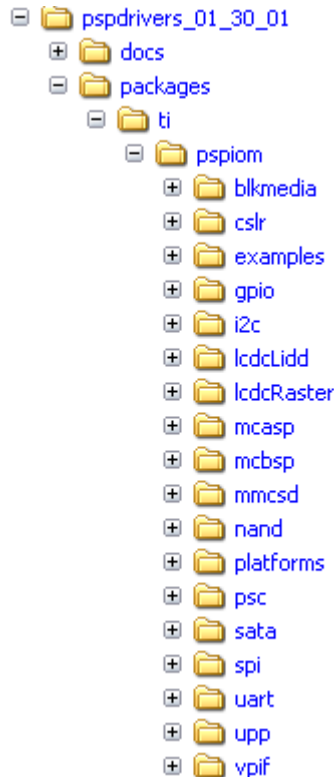 pspdrivers_01_30_01
docs
packages
ti
pspiom
blkmedia
cslr
examples
gpio
i2c
lcdcLidd
lcdcRaster
mcasp
mcbsp
mmcsd
nand
platforms
psc
sata
spi
uart
upp
vpif